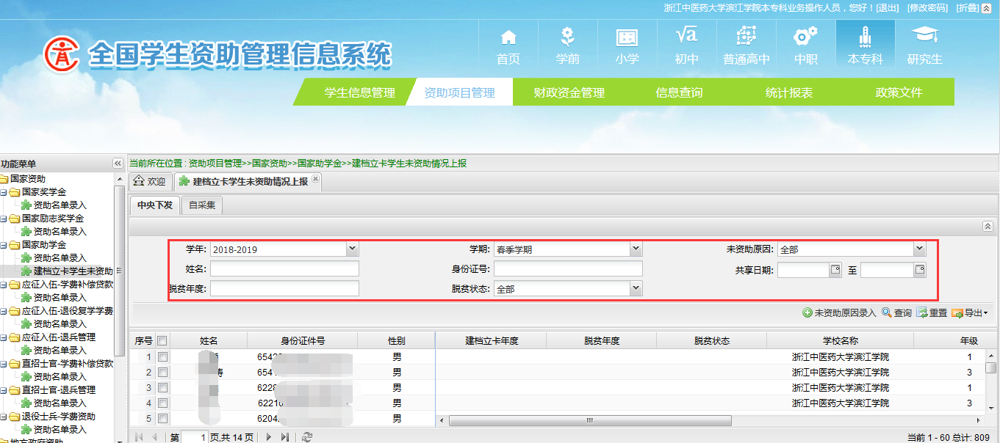 浙江中医药大学滨江学院本专科业务操作人员，您好！[退出] [修改密码] [折叠]
全国学生资助管理信息系统
首页 学前 小学 初中 普通高中 中职 本专科 研究生
学生信息管理 资助项目管理 财政资金管理 信息查询 统计报表 政策文件
功能菜单
国家资助
国家奖学金
资助名单录入
国家励志奖学金
资助名单录入
国家助学金
资助名单录入
建档立卡学生未资助
应征入伍-学费补偿贷款
资助名单录入
应征入伍-退役复学学费
资助名单录入
应征入伍-退兵管理
资助名单录入
直招士官-学费补偿贷款
资助名单录入
直招士官-退兵管理
资助名单录入
退役士兵-学费资助
资助名单录入
地方政府资助
当前所在位置：资助项目管理>>国家资助>>国家助学金>>建档立卡学生未资助情况上报
欢迎 建档立卡学生未资助情况上报
中央下发 自采集
学年: 2018-2019 学期: 春季学期 未资助原因: 全部
姓名: 身份证号: 共享日期: 至
脱贫年度: 脱贫状态: 全部
未资助原因录入 查询 重置 导出
序号 姓名 身份证件号 性别 建档立卡年度 脱贫年度 脱贫状态 学校名称 年级
1 男 浙江中医药大学滨江学院 1
2 男 浙江中医药大学滨江学院 3
3 男 浙江中医药大学滨江学院 1
4 男 浙江中医药大学滨江学院 3
5 男
第 1 页,共 14 页 当前 1 - 60 总计: 809